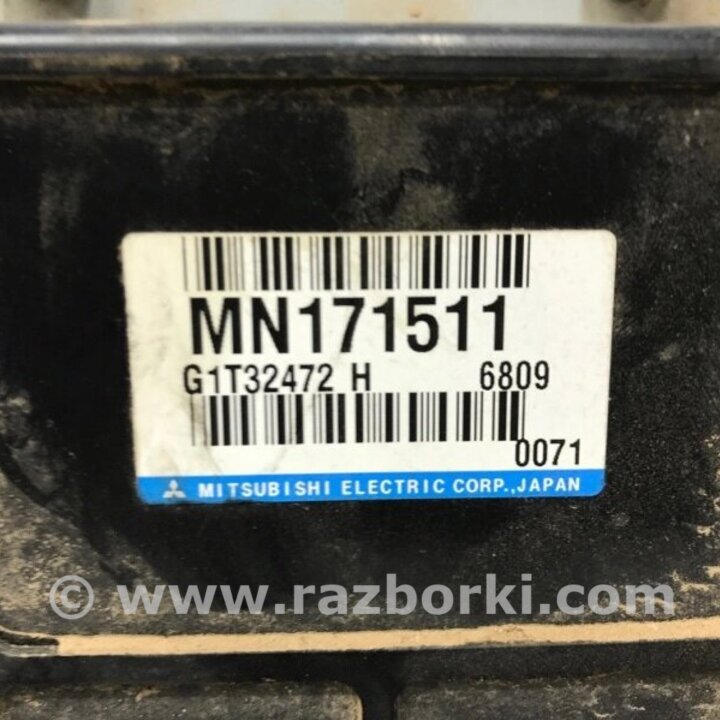 MN171511
G1T32472 H 6809
0071
MITSUBISHI ELECTRIC CORP., JAPAN
© www.razborki.com